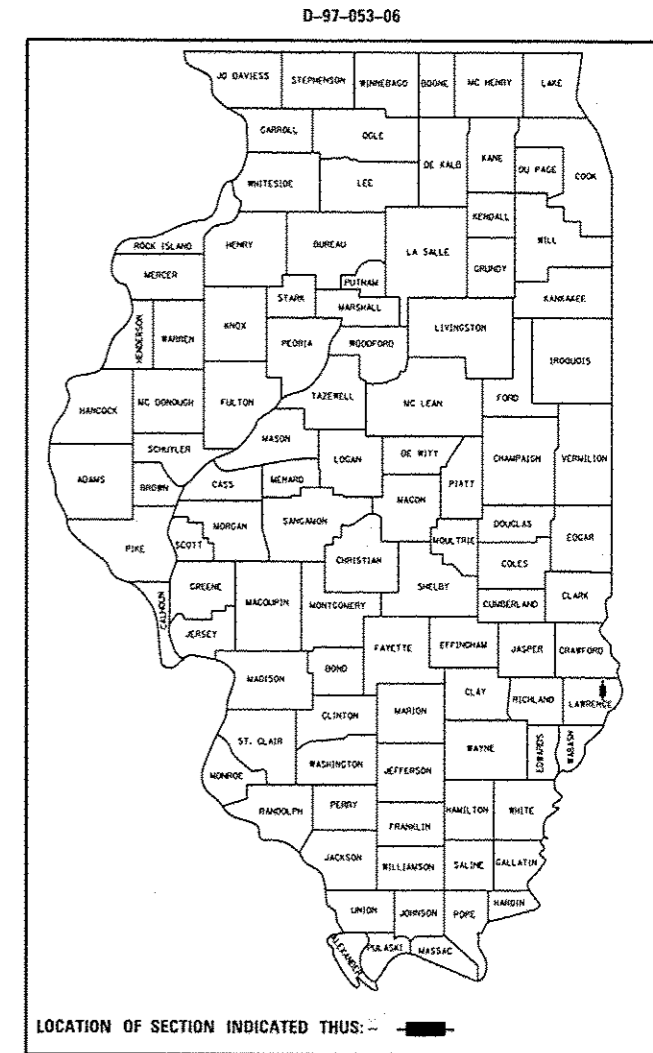 D-97-053-06
JO DAVIESS STEPHENSON WINNEBAGO BOONE MC HENRY LAKE
CARROLL OGLE DE KALB KANE DU PAGE COOK
WHITESIDE LEE
KENDALL WILL
ROCK ISLAND HENRY BUREAU LA SALLE GRUNDY
MERCER PUTNAM
STARK MARSHALL KANKAKEE
HENDERSON WARREN KNOX PEORIA WOODFORD LIVINGSTON IROQUOIS
HANCOCK MC DONOUGH FULTON TAZEWELL MC LEAN FORD
MASON
SCHUYLER LOGAN DE WITT CHAMPAIGN VERMILION
ADAMS BROWN CASS MENARD PIATT
MACON
MORGAN SANGAMON DOUGLAS
PIKE SCOTT CHRISTIAN MOULTRIE EDGAR
COLES
GREENE MACOUPIN MONTGOMERY SHELBY CUMBERLAND CLARK
CALHOUN JERSEY
FAYETTE EFFINGHAM JASPER CRAWFORD
MADISON BOND
CLAY RICHLAND LAWRENCE
CLINTON MARION
ST. CLAIR WAYNE EDWARDS WABASH
MONROE WASHINGTON JEFFERSON
RANDOLPH PERRY HAMILTON WHITE
FRANKLIN
JACKSON WILLIAMSON SALINE GALLATIN
UNION JOHNSON POPE HARDIN
ALEXANDER PULASKI MASSAC
LOCATION OF SECTION INDICATED THUS:-